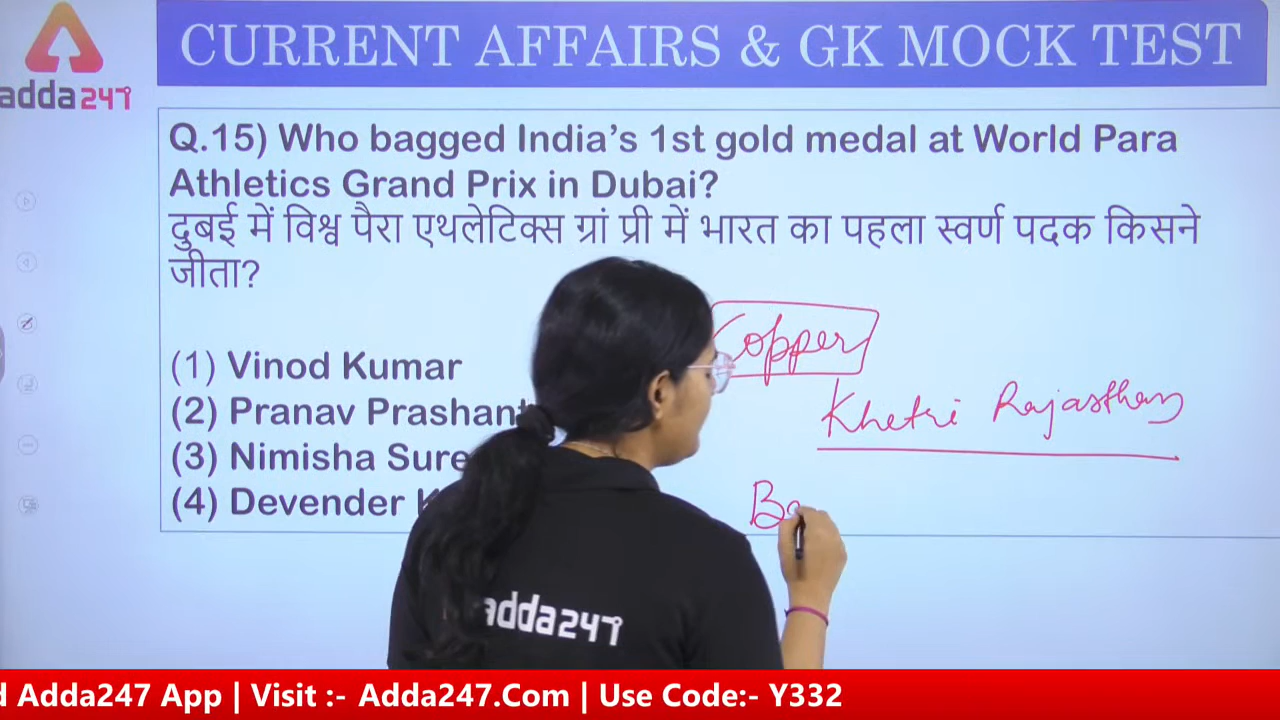 CURRENT AFFAIRS & GK MOCK TEST
adda247
Q.15) Who bagged India's 1st gold medal at World Para
Athletics Grand Prix in Dubai?
दुबई में विश्व पैरा एथलेटिक्स ग्रां प्री में भारत का पहला स्वर्ण पदक किसने
जीता?
Copper
(1) Vinod Kumar
Khetri Rajasthan
(2) Pranav Prashant
(3) Nimisha Sure
(4) Devender K
adda247
Adda247 App | Visit :- Adda247.Com | Use Code:- Y332